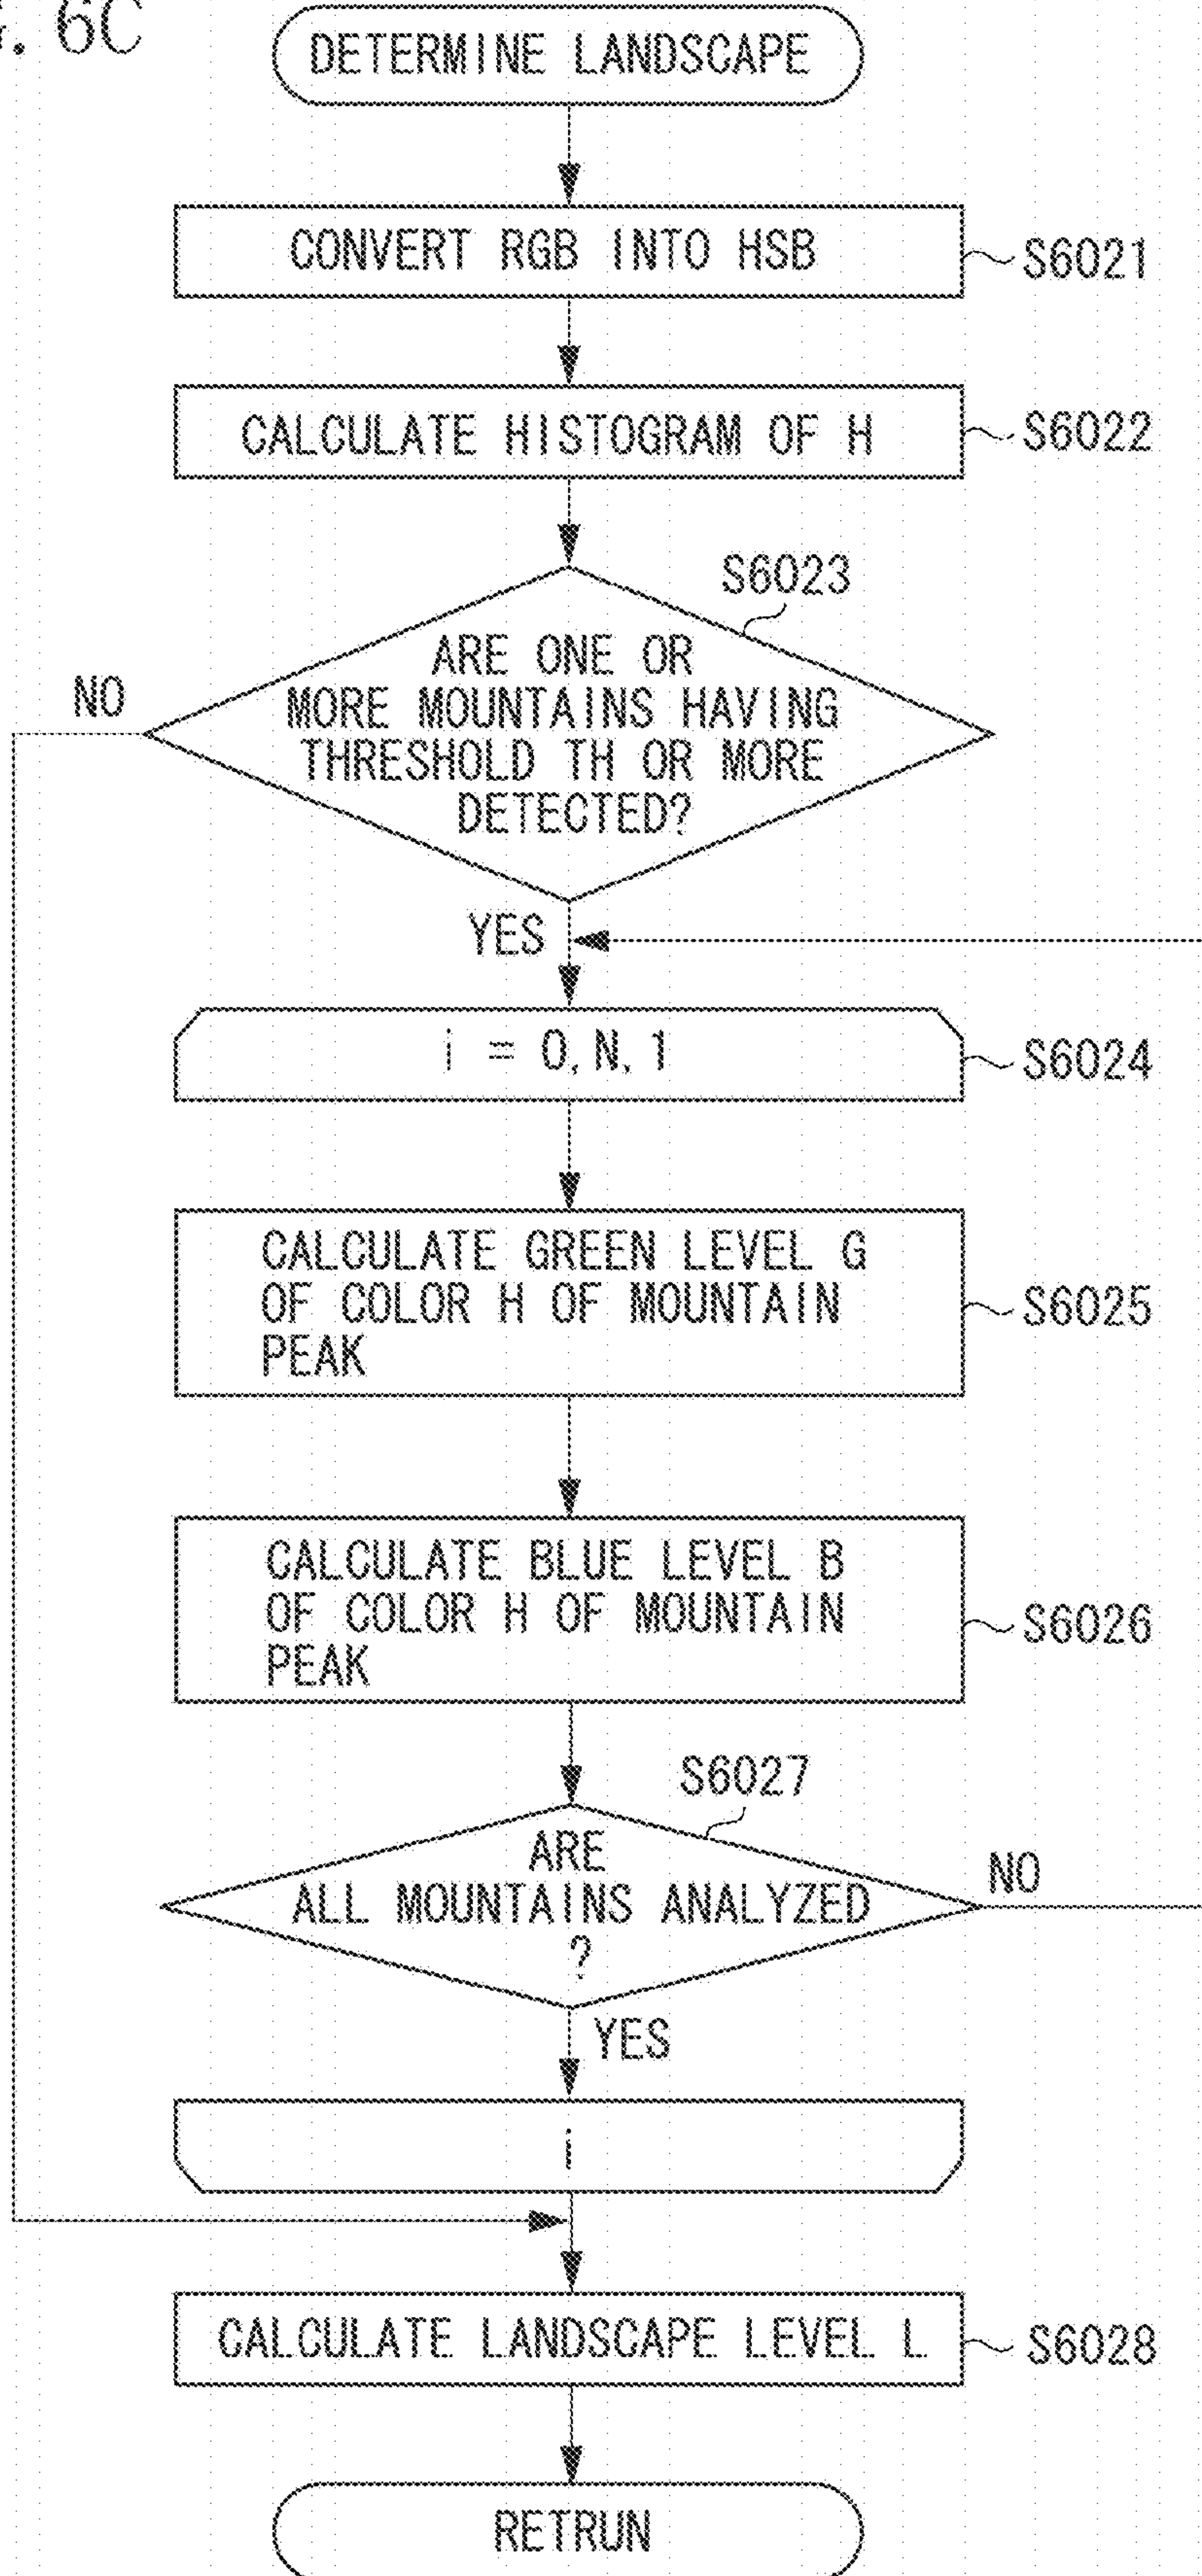 . 6C
DETERMINE LANDSCAPE
CONVERT RGB INTO HSB
S6021
CALCULATE HISTOGRAM OF H
S6022
S6023
ARE ONE OR
MORE MOUNTAINS HAVING
THRESHOLD TH OR MORE
DETECTED?
NO
YES
i = 0, N, 1
S6024
CALCULATE GREEN LEVEL G
OF COLOR H OF MOUNTAIN
PEAK
S6025
CALCULATE BLUE LEVEL B
OF COLOR H OF MOUNTAIN
PEAK
S6026
S6027
ARE
ALL MOUNTAINS ANALYZED
?
NO
YES
i
CALCULATE LANDSCAPE LEVEL L
S6028
RETRUN